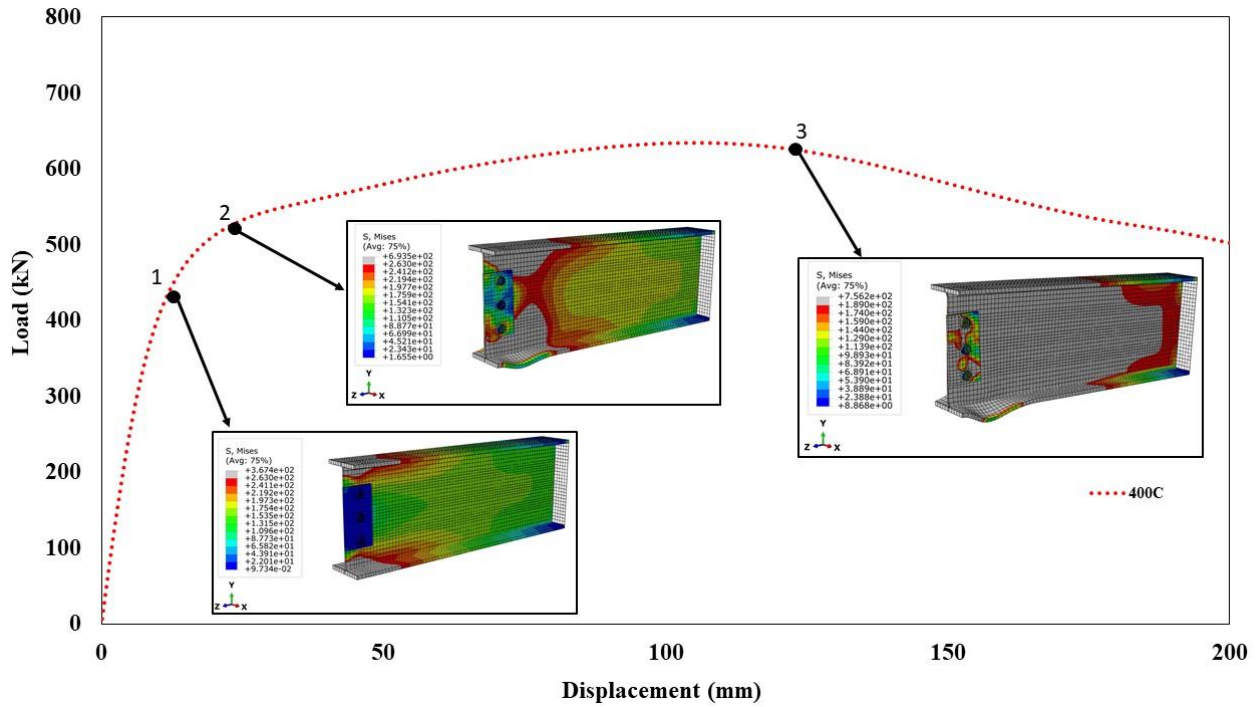 800
700
600
500
400
300
200
100
0
Load (kN)
1
2
3
S, Mises
(Avg: 75%)
+6.935e+02
+2.630e+02
+2.412e+02
+2.194e+02
+1.977e+02
+1.759e+02
+1.541e+02
+1.323e+02
+1.105e+02
+8.877e+01
+6.699e+01
+4.521e+01
+2.343e+01
+1.655e+00
Y
Z
X
S, Mises
(Avg: 75%)
+7.562e+02
+1.890e+02
+1.740e+02
+1.590e+02
+1.440e+02
+1.290e+02
+1.139e+02
+9.893e+01
+8.392e+01
+6.891e+01
+5.390e+01
+3.889e+01
+2.388e+01
+8.868e+00
Y
Z
X
S, Mises
(Avg: 75%)
+3.674e+02
+2.630e+02
+2.411e+02
+2.192e+02
+1.973e+02
+1.754e+02
+1.535e+02
+1.315e+02
+1.096e+02
+8.773e+01
+6.582e+01
+4.391e+01
+2.201e+01
+9.734e-02
Y
Z
X
400C
0
50
100
150
200
Displacement (mm)